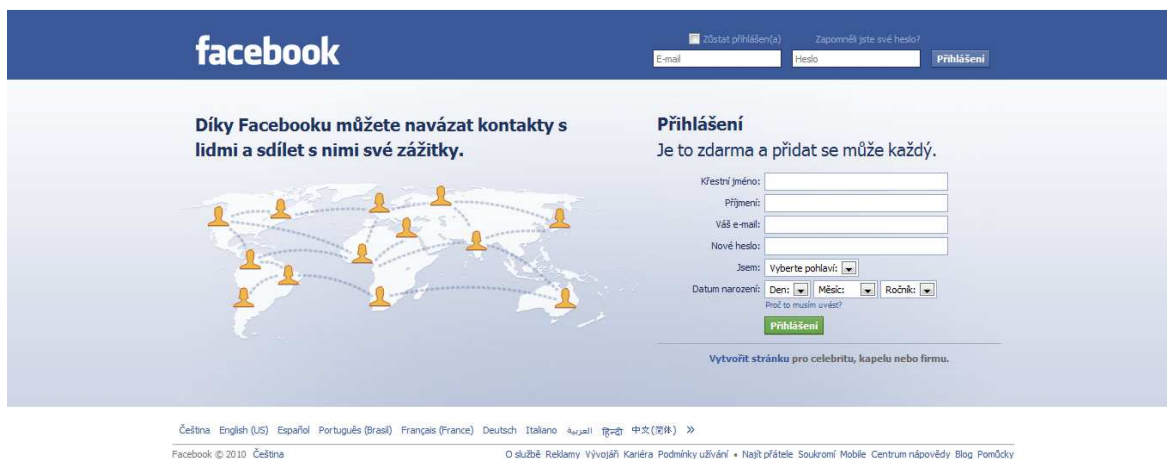 facebook
Zůstat přihlášen(a) Zapomněli jste své heslo?
E-mail Heslo Přihlášení
Díky Facebooku můžete navázat kontakty s
lidmi a sdílet s nimi své zážitky.
Přihlášení
Je to zdarma a přidat se může každý.
Křestní jméno:
Příjmení:
Váš e-mail:
Nové heslo:
Jsem: Vyberte pohlaví:
Datum narození: Den: Měsíc: Ročník:
Proč to musím uvést?
Přihlášení
Vytvořit stránku pro celebritu, kapelu nebo firmu.
Čeština English (US) Español Português (Brasil) Français (France) Deutsch Italiano العربية हिन्दी 中文(简体) »
Facebook © 2010 Čeština
O službě Reklamy Vývojáři Kariéra Podmínky užívání • Najít přátele Soukromí Mobile Centrum nápovědy Blog Pomůcky